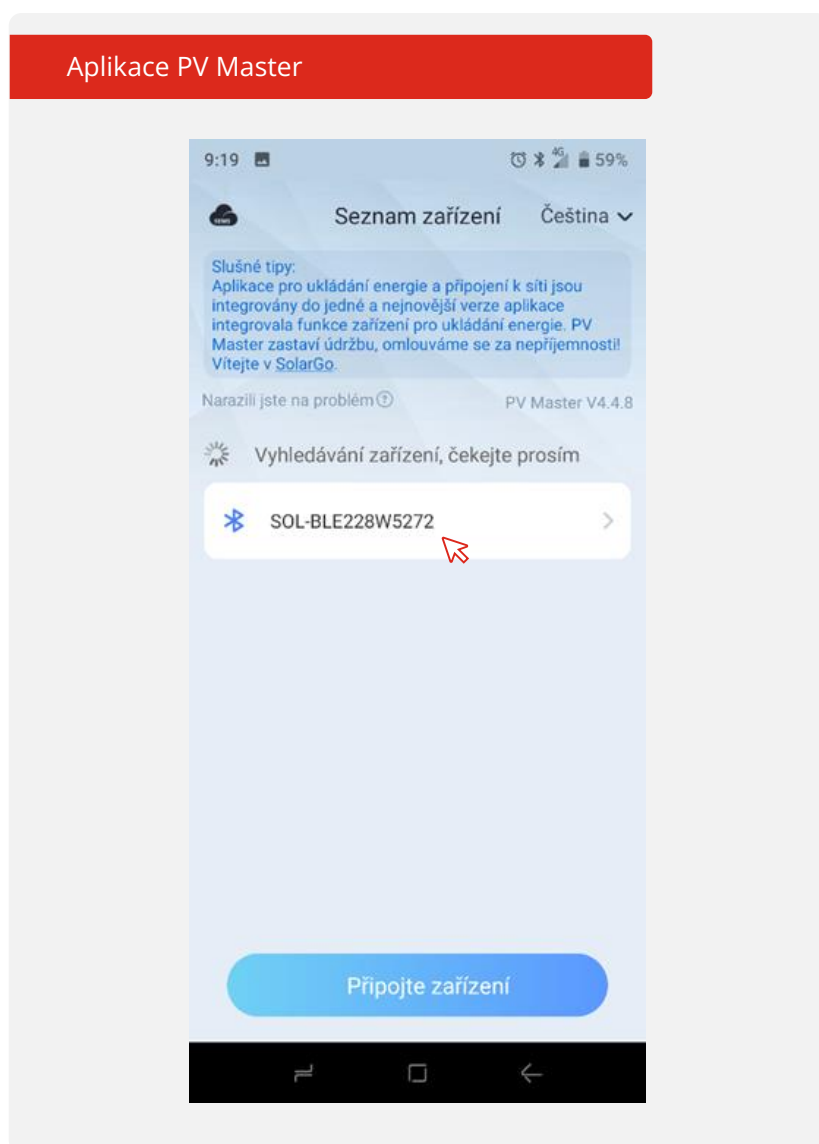 Aplikace PV Master
9:19 4G 59%
Seznam zařízení Čeština
Slušné tipy:
Aplikace pro ukládání energie a připojení k síti jsou
integrovány do jedné a nejnovější verze aplikace
integrovala funkce zařízení pro ukládání energie. PV
Master zastaví údržbu, omlouváme se za nepříjemnosti!
Vítejte v SolarGo.
Narazili jste na problém? PV Master V4.4.8
Vyhledávání zařízení, čekejte prosím
SOL-BLE228W5272
Připojte zařízení